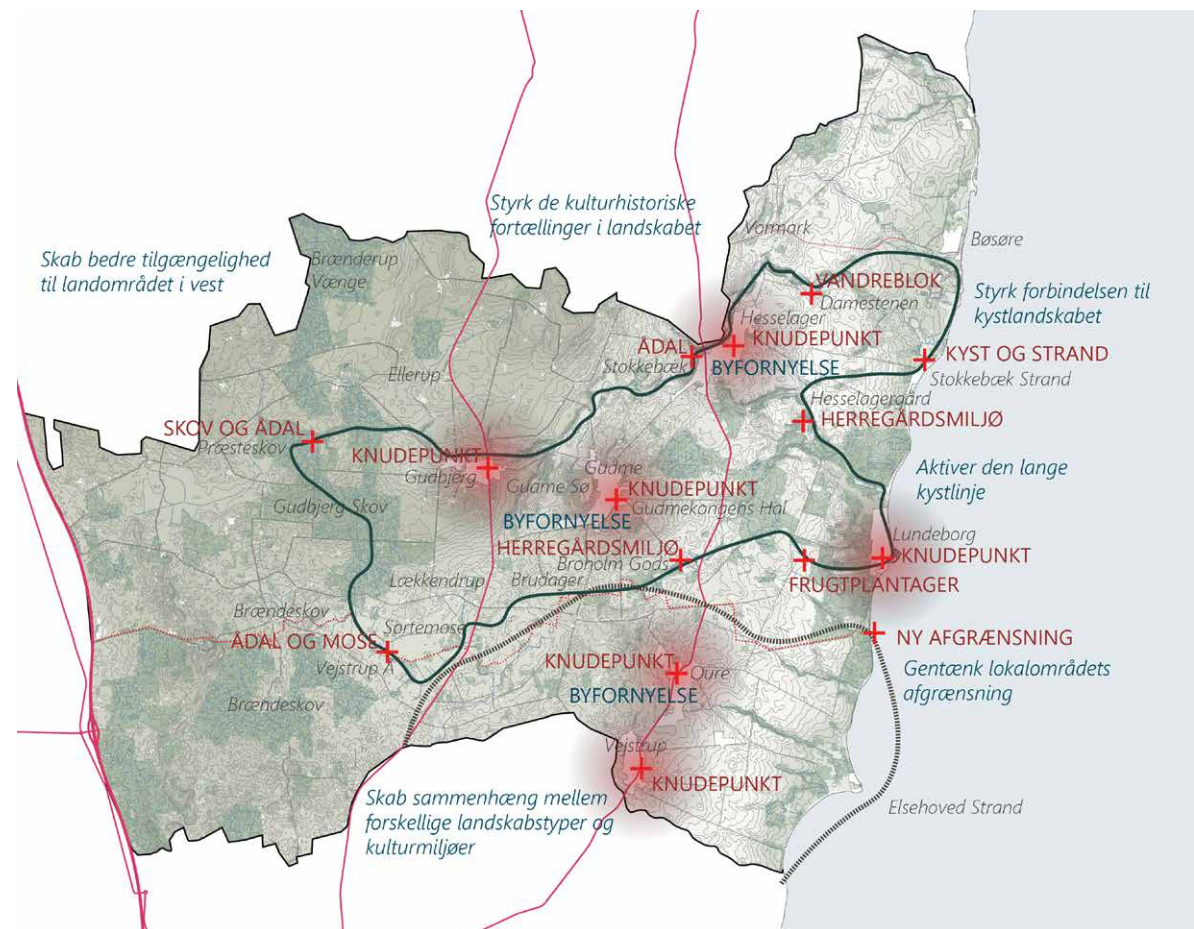 Styrk de kulturhistoriske
fortællinger i landskabet
Skab bedre tilgængelighed
til landområdet i vest
Brænderup
Vænge
Vormark
Bøsøre
VANDREBLOK
Damestenen
Styrk forbindelsen til
kystlandskabet
Hesselager
KNUDEPUNKT
BYFORNYELSE
ÅDAL
Stokkebæk
KYST OG STRAND
Stokkebæk Strand
Ellerup
Hesselagergård
HERREGÅRDSMILJØ
SKOV OG ÅDAL
Præsteskov
KNUDEPUNKT
Gudbjerg
Gudme Sø
Gudme
KNUDEPUNKT
Gudmekongens Hal
BYFORNYELSE
Aktiver den lange
kystlinje
Gudbjerg Skov
Lundeborg
KNUDEPUNKT
HERREGÅRDSMILJØ
Broholm Gods
FRUGTPLANTAGER
Lækkendrup
Brudager
Brændeskov
Sortemose
ÅDAL OG MOSE
Vejstrup Å
NY AFGRÆNSNING
Gentænk lokalområdets
afgrænsning
KNUDEPUNKT
Oure
BYFORNYELSE
Brændeskov
Vejstrup
KNUDEPUNKT
Skab sammenhæng mellem
forskellige landskabstyper og
kulturmiljøer
Elsehoved Strand